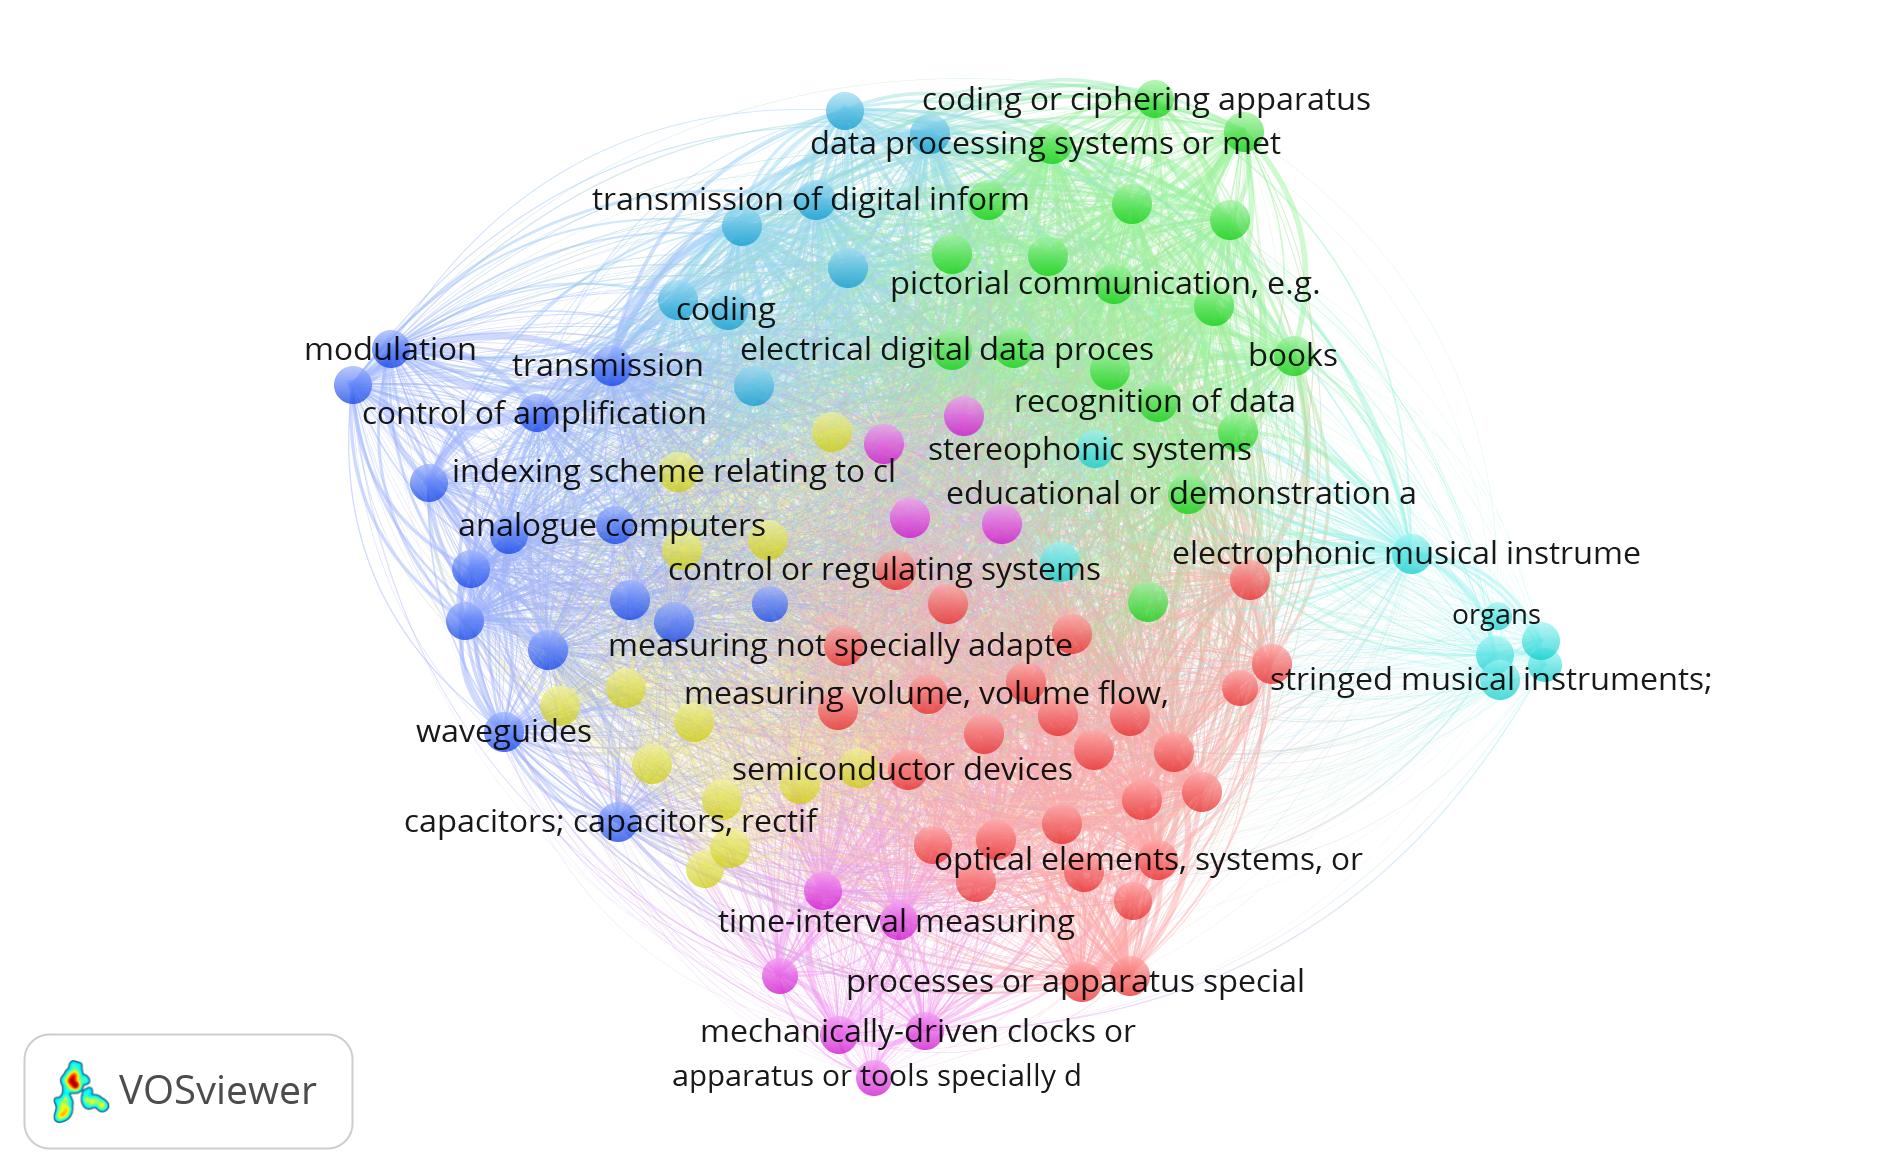 coding or ciphering apparatus
data processing systems or met
transmission of digital inform
pictorial communication, e.g.
coding
modulation
transmission
electrical digital data proces
books
control of amplification
recognition of data
stereophonic systems
indexing scheme relating to cl
educational or demonstration a
analogue computers
electrophonic musical instrume
control or regulating systems
organs
measuring not specially adapte
stringed musical instruments;
measuring volume, volume flow,
waveguides
semiconductor devices
capacitors; capacitors, rectif
optical elements, systems, or
time-interval measuring
processes or apparatus special
mechanically-driven clocks or
apparatus or tools specially d
VOSviewer